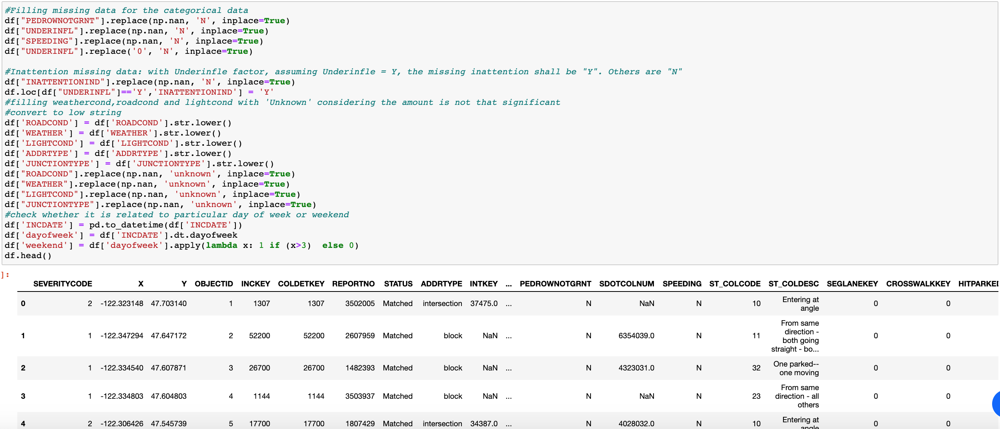 #Filling missing data for the categorical data
df["PEDROWNOTGRNT"].replace(np.nan, 'N', inplace=True)
df["UNDERINFL"].replace(np.nan, 'N', inplace=True)
df["SPEEDING"].replace(np.nan, 'N', inplace=True)
df["UNDERINFL"].replace('0', 'N', inplace=True)
#Inattention missing data: with Underinfle factor, assuming Underinfle = Y, the missing inattention shall be "Y". Others are "N"
df["INATTENTIONIND"].replace(np.nan, 'N', inplace=True)
df.loc[df["UNDERINFL"]=='Y','INATTENTIONIND'] = 'Y'
#filling weathercond,roadcond and lightcond with 'Unknown' considering the amount is not that significant
#convert to low string
df['ROADCOND'] = df['ROADCOND'].str.lower()
df['WEATHER'] = df['WEATHER'].str.lower()
df['LIGHTCOND'] = df['LIGHTCOND'].str.lower()
df['ADDRTYPE'] = df['ADDRTYPE'].str.lower()
df['JUNCTIONTYPE'] = df['JUNCTIONTYPE'].str.lower()
df["ROADCOND"].replace(np.nan, 'unknown', inplace=True)
df["WEATHER"].replace(np.nan, 'unknown', inplace=True)
df["LIGHTCOND"].replace(np.nan, 'unknown', inplace=True)
df["JUNCTIONTYPE"].replace(np.nan, 'unknown', inplace=True)
#check whether it is related to particular day of week or weekend
df['INCDATE'] = pd.to_datetime(df['INCDATE'])
df['dayofweek'] = df['INCDATE'].dt.dayofweek
df['weekend'] = df['dayofweek'].apply(lambda x: 1 if (x>3)  else 0)
df.head()
]:
SEVERITYCODE X Y OBJECTID INCKEY COLDETKEY REPORTNO STATUS ADDRTYPE INTKEY ... PEDROWNOTGRNT SDOTCOLNUM SPEEDING ST_COLCODE ST_COLDESC SEGLANEKEY CROSSWALKKEY HITPARKED
0 2 -122.323148 47.703140 1 1307 1307 3502005 Matched intersection 37475.0 ... N NaN N 10 Entering at angle 0 0
1 1 -122.347294 47.647172 2 52200 52200 2607959 Matched block NaN ... N 6354039.0 N 11 From same direction - both going straight - bo... 0 0
2 1 -122.334540 47.607871 3 26700 26700 1482393 Matched block NaN ... N 4323031.0 N 32 One parked--one moving 0 0
3 1 -122.334803 47.604803 4 1144 1144 3503937 Matched block NaN ... N NaN N 23 From same direction - all others 0 0
4 2 -122.306426 47.545739 5 17700 17700 1807429 Matched intersection 34387.0 ... N 4028032.0 N 10 Entering at angle 0 0